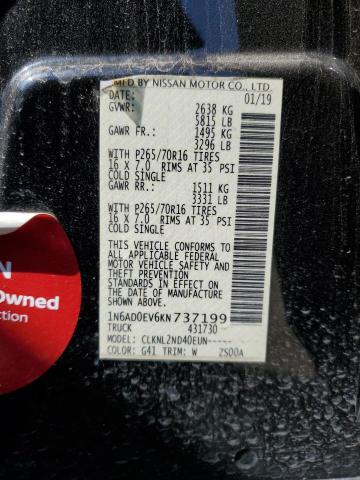 MFD BY NISSAN MOTOR CO., LTD.
DATE: 01/19
GVWR: 2638 KG
5815 LB
GAWR FR.: 1495 KG
3296 LB
WITH P265/70R16 TIRES
16 X 7.0 RIMS AT 35 PSI
COLD SINGLE
GAWR RR.: 1511 KG
3331 LB
WITH P265/70R16 TIRES
16 X 7.0 RIMS AT 35 PSI
COLD SINGLE
THIS VEHICLE CONFORMS TO
ALL APPLICABLE FEDERAL
MOTOR VEHICLE SAFETY AND
THEFT PREVENTION
STANDARDS IN EFFECT ON
THE DATE OF MANUFACTURE
SHOWN ABOVE.
1N6AD0EV6KN737199
TRUCK 431730
MODEL: CLKNL2ND40EUN-----
COLOR: G41 TRIM: W ZS00A
N
Owned
ction